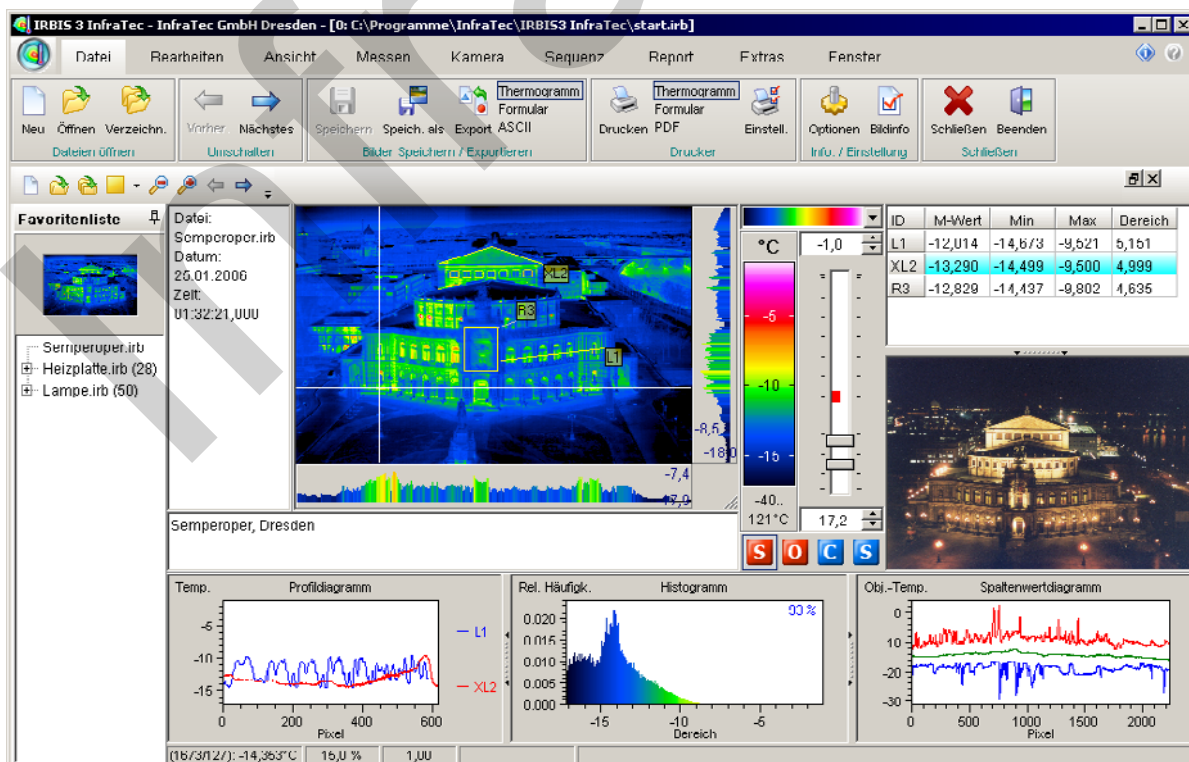 IRBIS 3 InfraTec - InfraTec GmbH Dresden - [0: C:\Programme\InfraTec\IRBIS3 InfraTec\start.irb]
Datei Bearbeiten Ansicht Messen Kamera Sequenz Report Extras Fenster
Thermogramm Thermogramm
Formular Formular
Neu Öffnen Verzeichn. Vorher. Nächstes Speichern Speich. als Export ASCII Drucken PDF Einstell. Optionen Bildinfo Schließen Beenden
Dateien öffnen Umschalten Bilder Speichern / Exportieren Drucker Info. / Einstellung Schließen
Favoritenliste
Semperoper.irb
Heizplatte.irb (28)
Lampe.irb (50)
Datei:
Semperoper.irb
Datum:
25.01.2006
Zeit:
01:32:21,000
XL2
R3
L1
-8,5
-18,0
-7,4
-17,9
Semperoper, Dresden
°C
-1,0
-5
-10
-15
-40..
121°C
17,2
S O C S
ID M-Wert Min Max Bereich
L1 -12,014 -14,673 -9,521 5,151
XL2 -13,290 -14,499 -9,500 4,999
R3 -12,829 -14,437 -9,802 4,635
Temp. Profildiagramm
-5
-10
-15
0 200 400 600
Pixel
L1
XL2
Rel. Häufigk. Histogramm
93 %
0.020
0.015
0.010
0.005
0.000
-15 -10 -5
Bereich
Obj.-Temp. Spaltenwertdiagramm
0
10
-20
-30
0 500 1000 1500 2000
Pixel
(1673/127): -14,353°C 15,0 % 1,00